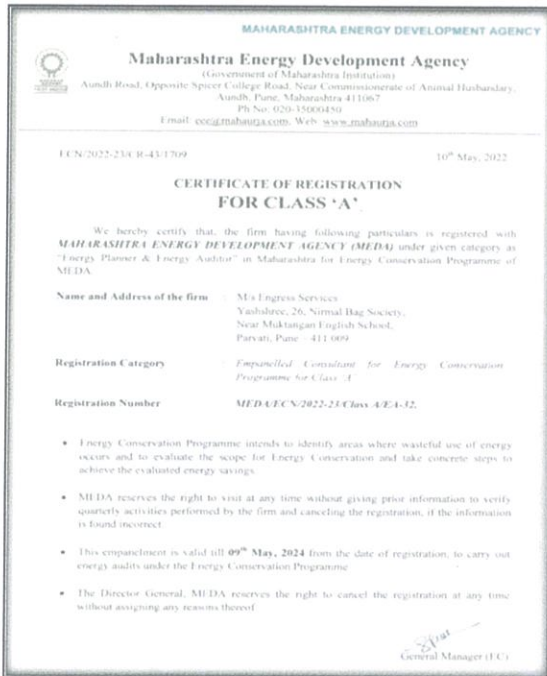 MAHARASHTRA ENERGY DEVELOPMENT AGENCY
Maharashtra Energy Development Agency
(Government of Maharashtra Institution)
Aundh Road, Opposite Spicer College Road, Near Commissionerate of Animal Husbandary,
Aundh, Pune, Maharashtra 411067
Ph No: 020-35000450
Email: eee@mahaurja.com, Web: www.mahaurja.com
ECN/2022-23/CR-43/1709
10th May, 2022
CERTIFICATE OF REGISTRATION
FOR CLASS ‘A’
We hereby certify that, the firm having following particulars is registered with
MAHARASHTRA ENERGY DEVELOPMENT AGENCY (MEDA) under given category as
“Energy Planner & Energy Auditor” in Maharashtra for Energy Conservation Programme of
MEDA
Name and Address of the firm : M/s Engress Services
Yashshree, 26, Nirmal Bag Society,
Near Muktangan English School,
Parvati, Pune - 411 009
Registration Category : Empanelled Consultant for Energy Conservation
Programme for Class ‘A’
Registration Number : MEDA/ECN/2022-23/Class A/EA-32.
• Energy Conservation Programme intends to identify areas where wasteful use of energy
occurs and to evaluate the scope for Energy Conservation and take concrete steps to
achieve the evaluated energy savings.
• MEDA reserves the right to visit at any time without giving prior information to verify
quarterly activities performed by the firm and canceling the registration, if the information
is found incorrect.
• This empanelment is valid till 09th May, 2024 from the date of registration, to carry out
energy audits under the Energy Conservation Programme
• The Director General, MEDA reserves the right to cancel the registration at any time
without assigning any reasons thereof
General Manager (EC)